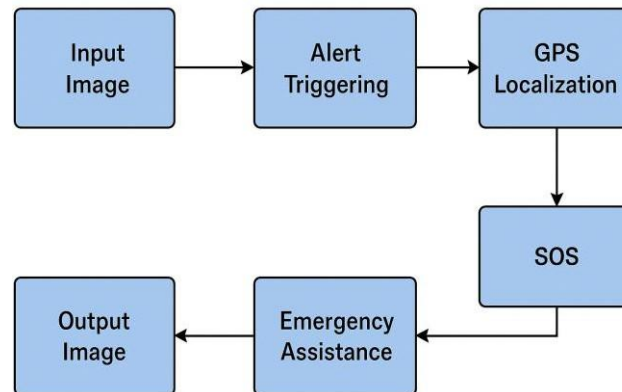 Input
Image
Alert
Triggering
GPS
Localization
SOS
Emergency
Assistance
Output
Image